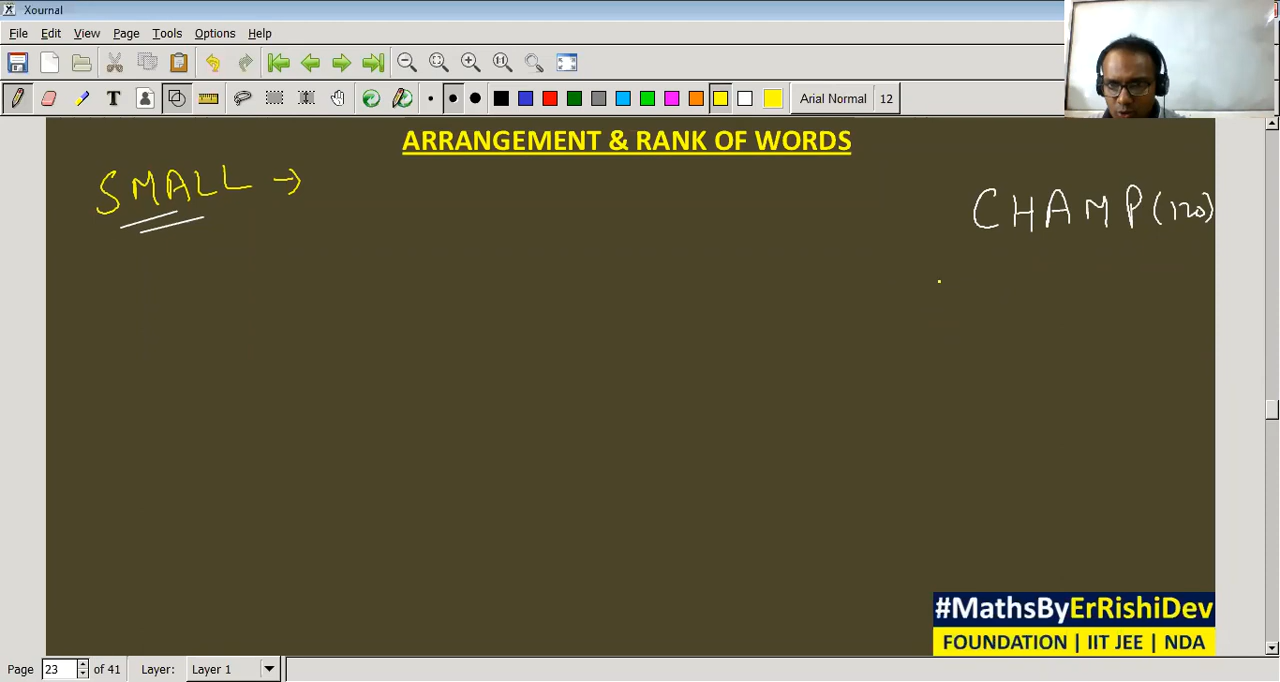 Xournal
File Edit View Page Tools Options Help
Arial Normal 12
ARRANGEMENT & RANK OF WORDS
SMALL →
CHAMP (120)
#MathsByErRishiDev
FOUNDATION | IIT JEE | NDA
Page 23 of 41 Layer: Layer 1